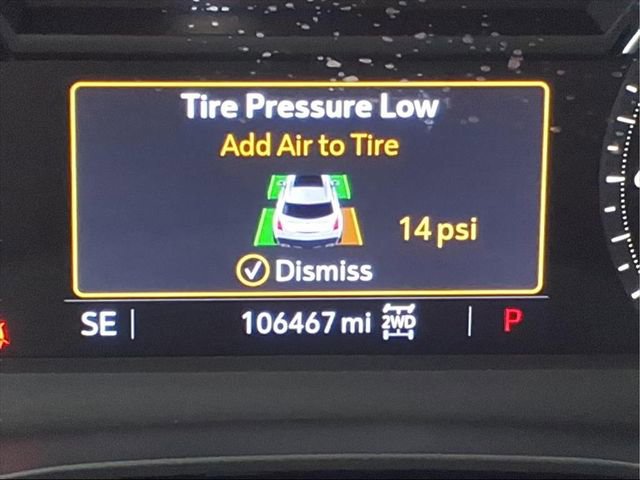 Tire Pressure Low
Add Air to Tire
14 psi
Dismiss
SE 106467 mi 2WD P